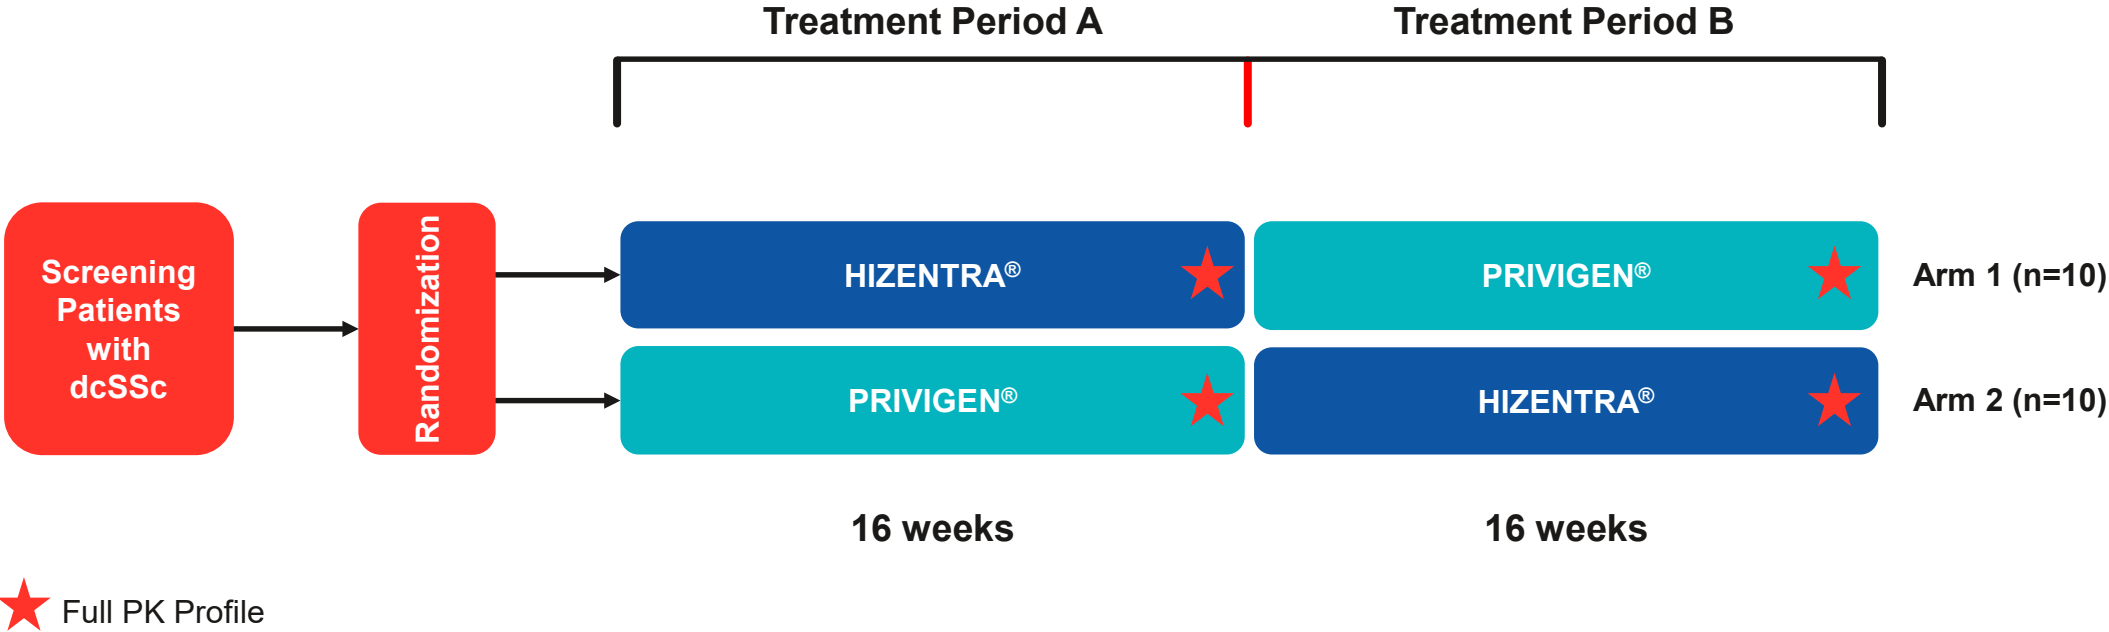 Treatment Period A
Treatment Period B
Screening
Patients
with
dcSSc
Randomization
HIZENTRA®
PRIVIGEN®
Arm 1 (n=10)
PRIVIGEN®
HIZENTRA®
Arm 2 (n=10)
16 weeks
16 weeks
Full PK Profile